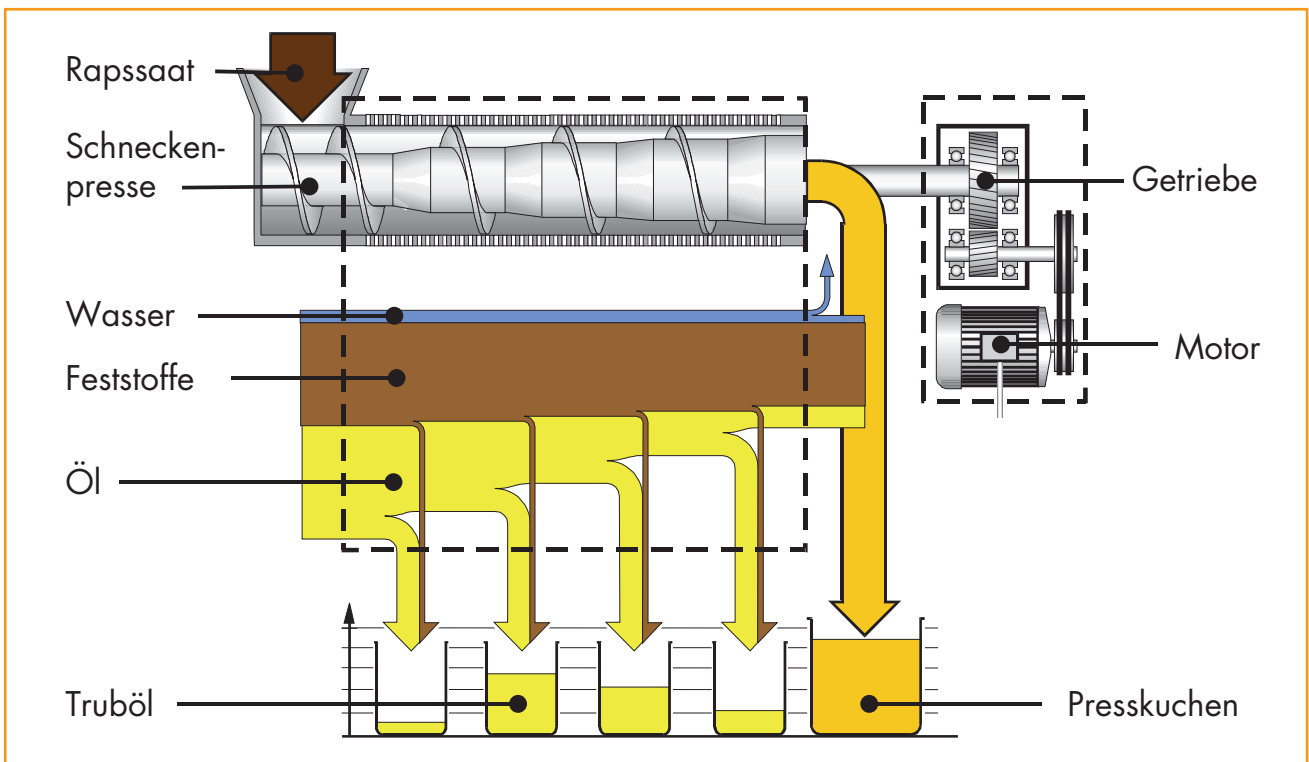 Rapssaat
Schnecken-
presse
Getriebe
Wasser
Motor
Feststoffe
Öl
Truböl
Presskuchen